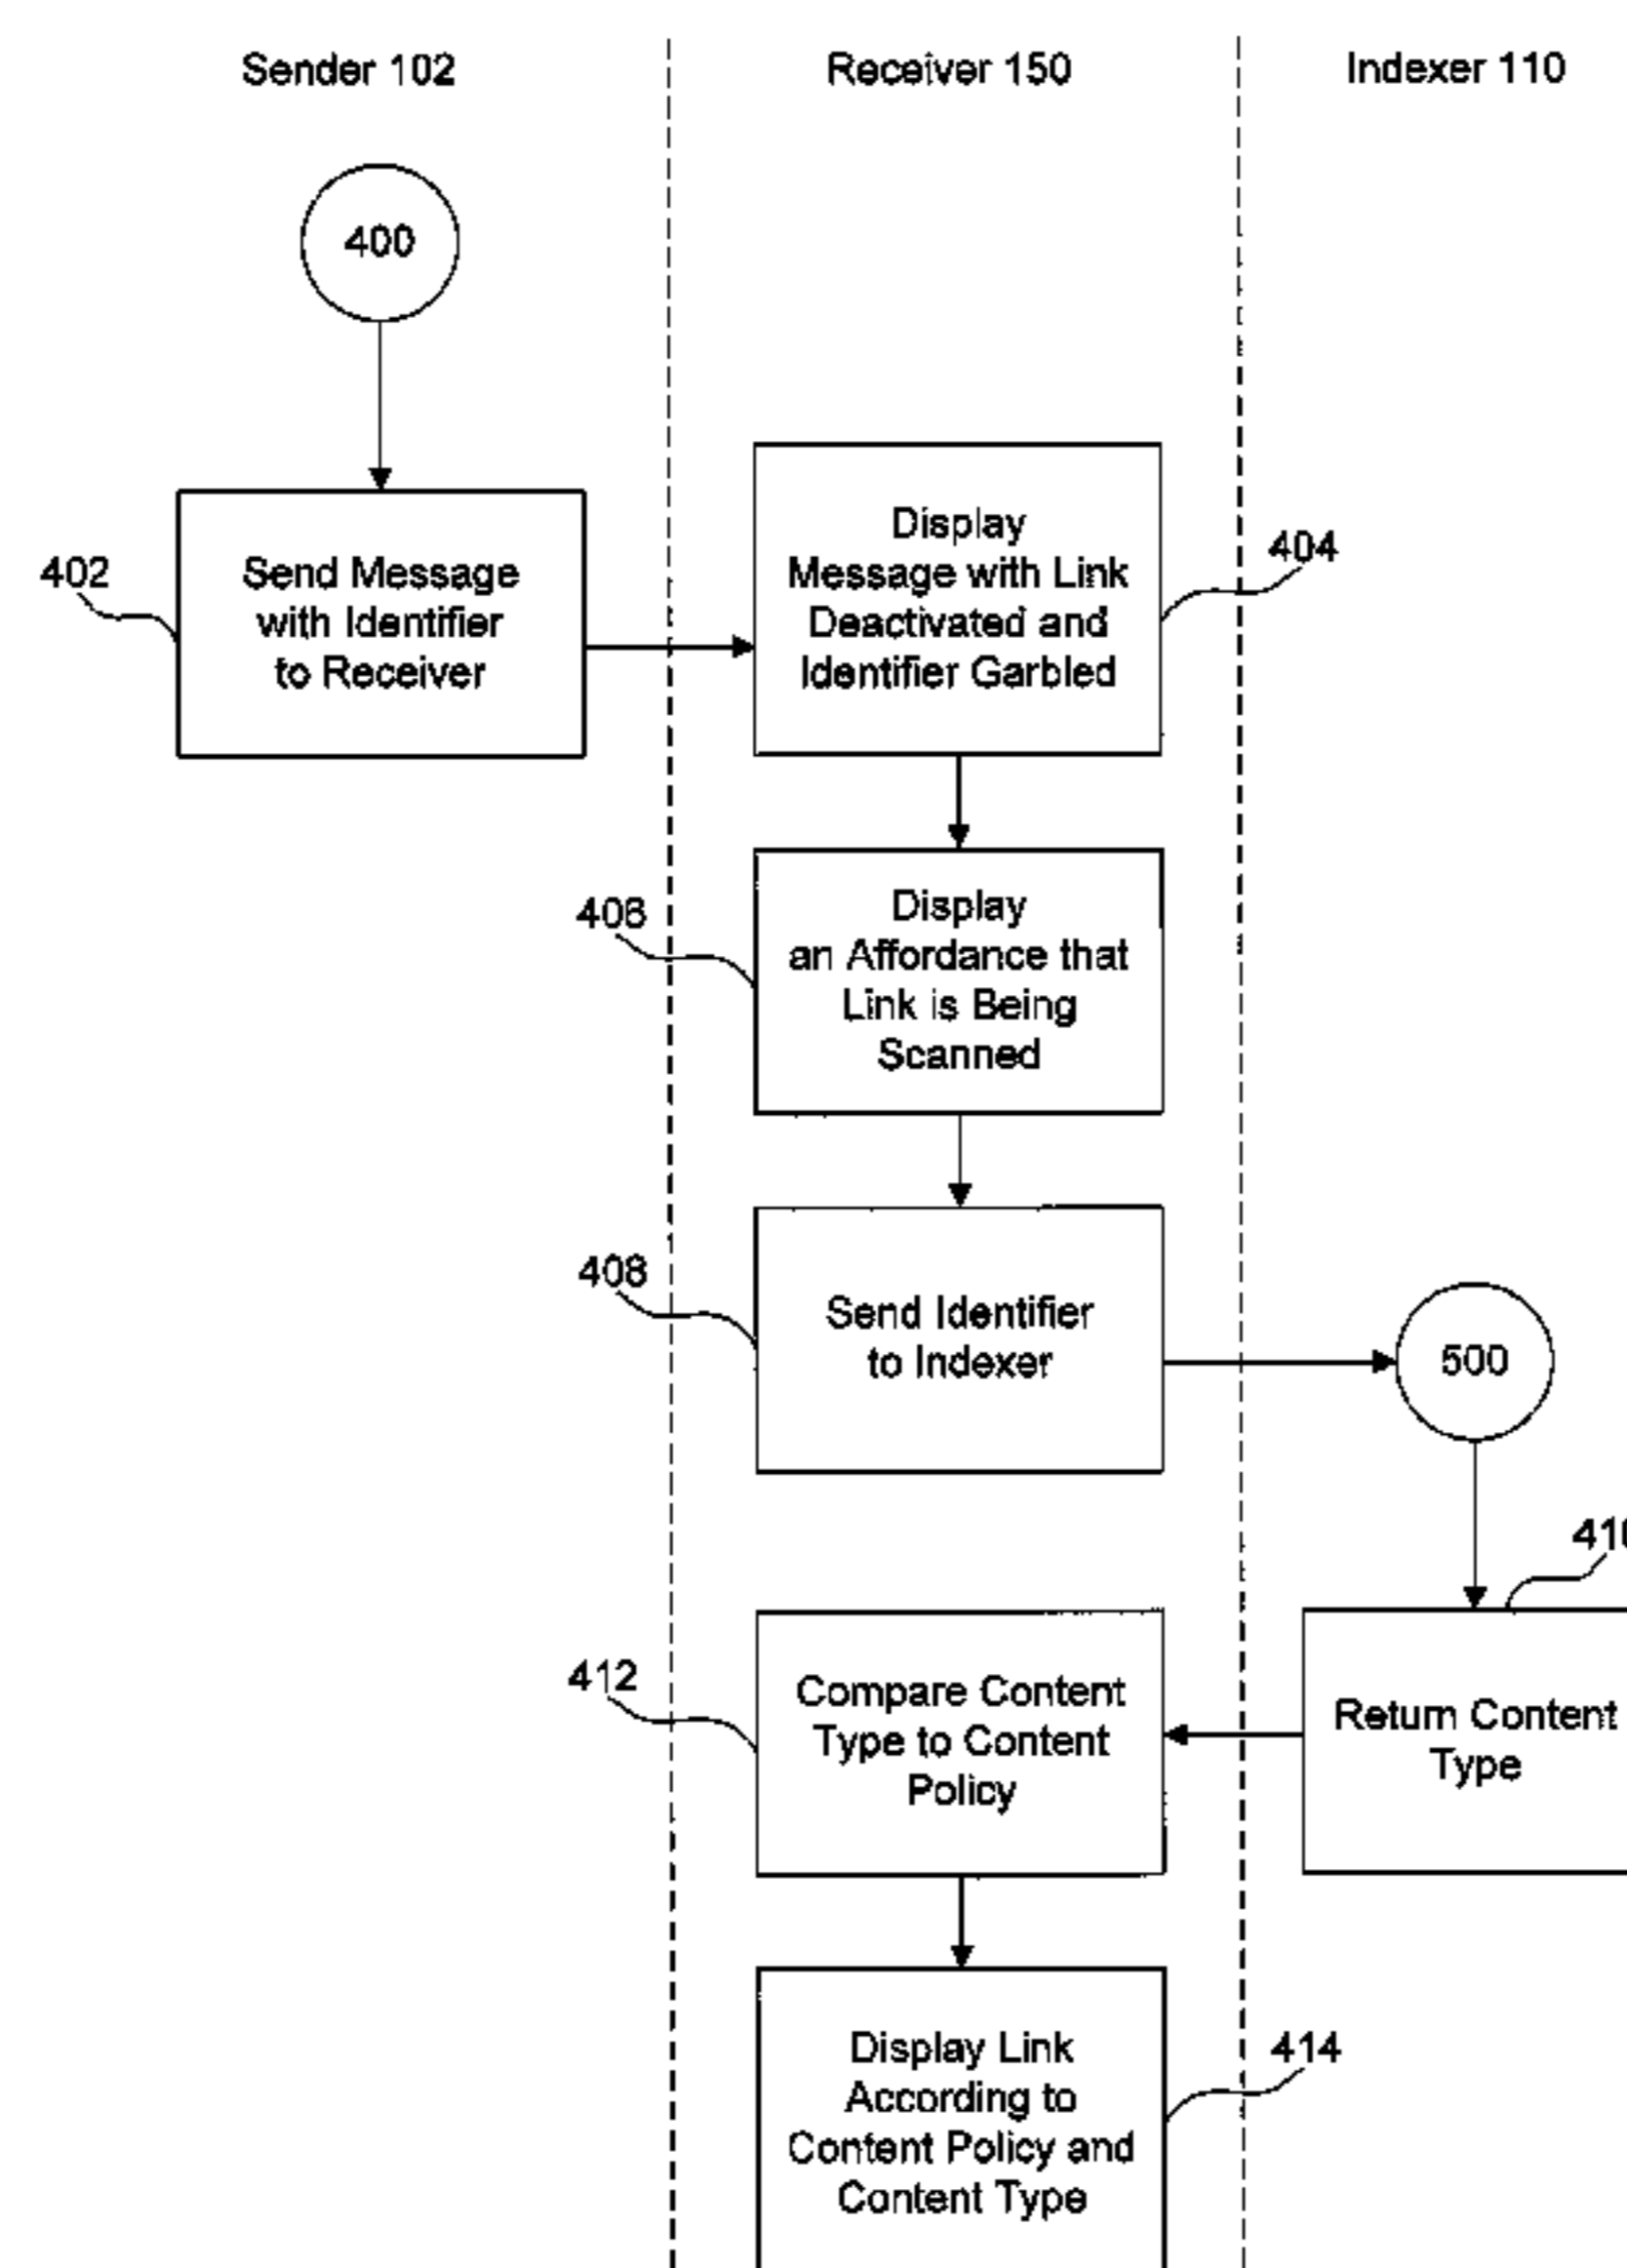 Sender 102
Receiver 150
Indexer 110
400
402
Send Message
with Identifier
to Receiver
Display
Message with Link
Deactivated and
Identifier Garbled
404
406
Display
an Affordance that
Link is Being
Scanned
408
Send Identifier
to Indexer
500
410
412
Compare Content
Type to Content
Policy
Return Content
Type
Display Link
According to
Content Policy and
Content Type
414